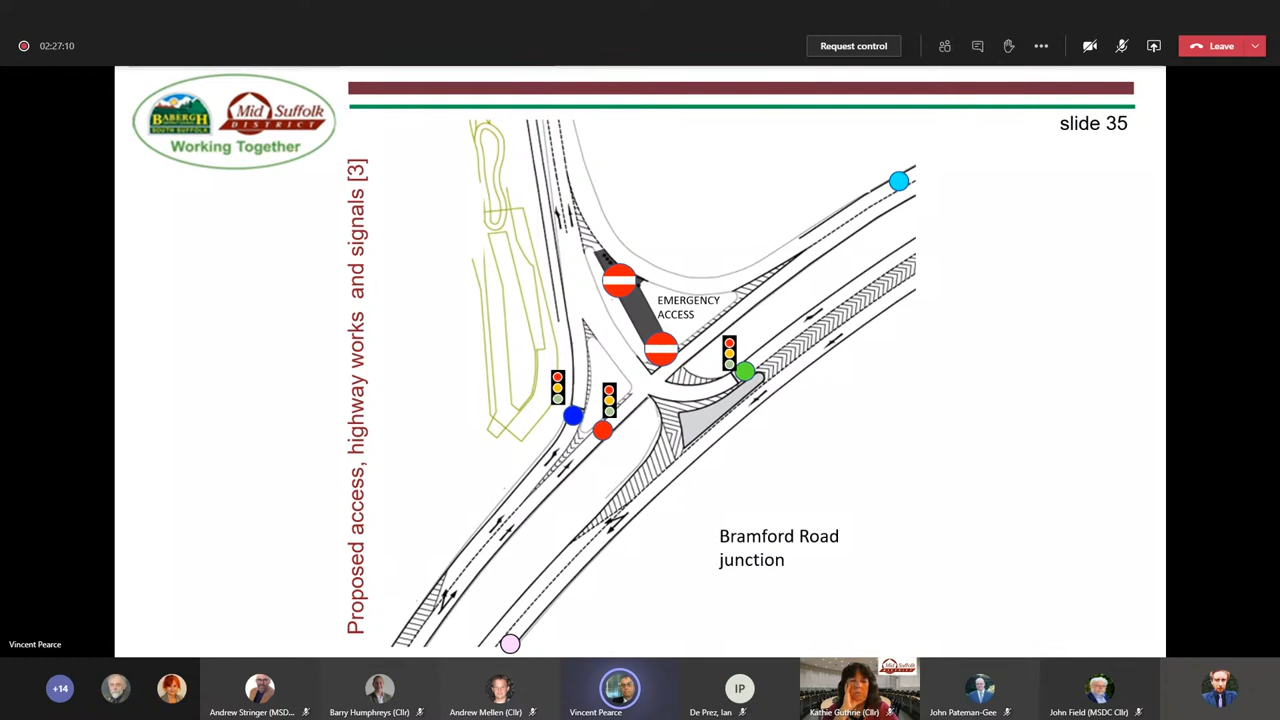 02:27:10
Request control
Leave
BABERGH
SOUTH SUFFOLK
Mid Suffolk
DISTRICT
Working Together
slide 35
Proposed access, highway works and signals [3]
EMERGENCY
ACCESS
Bramford Road
junction
Vincent Pearce
+14
Andrew Stringer (MSD...
Barry Humphreys (Cllr)
Andrew Mellen (Cllr)
Vincent Pearce
IP
De Prez, Ian
Mid Suffolk
Kathie Guthrie (Cllr)
John Pateman-Gee
John Field (MSDC Cllr)